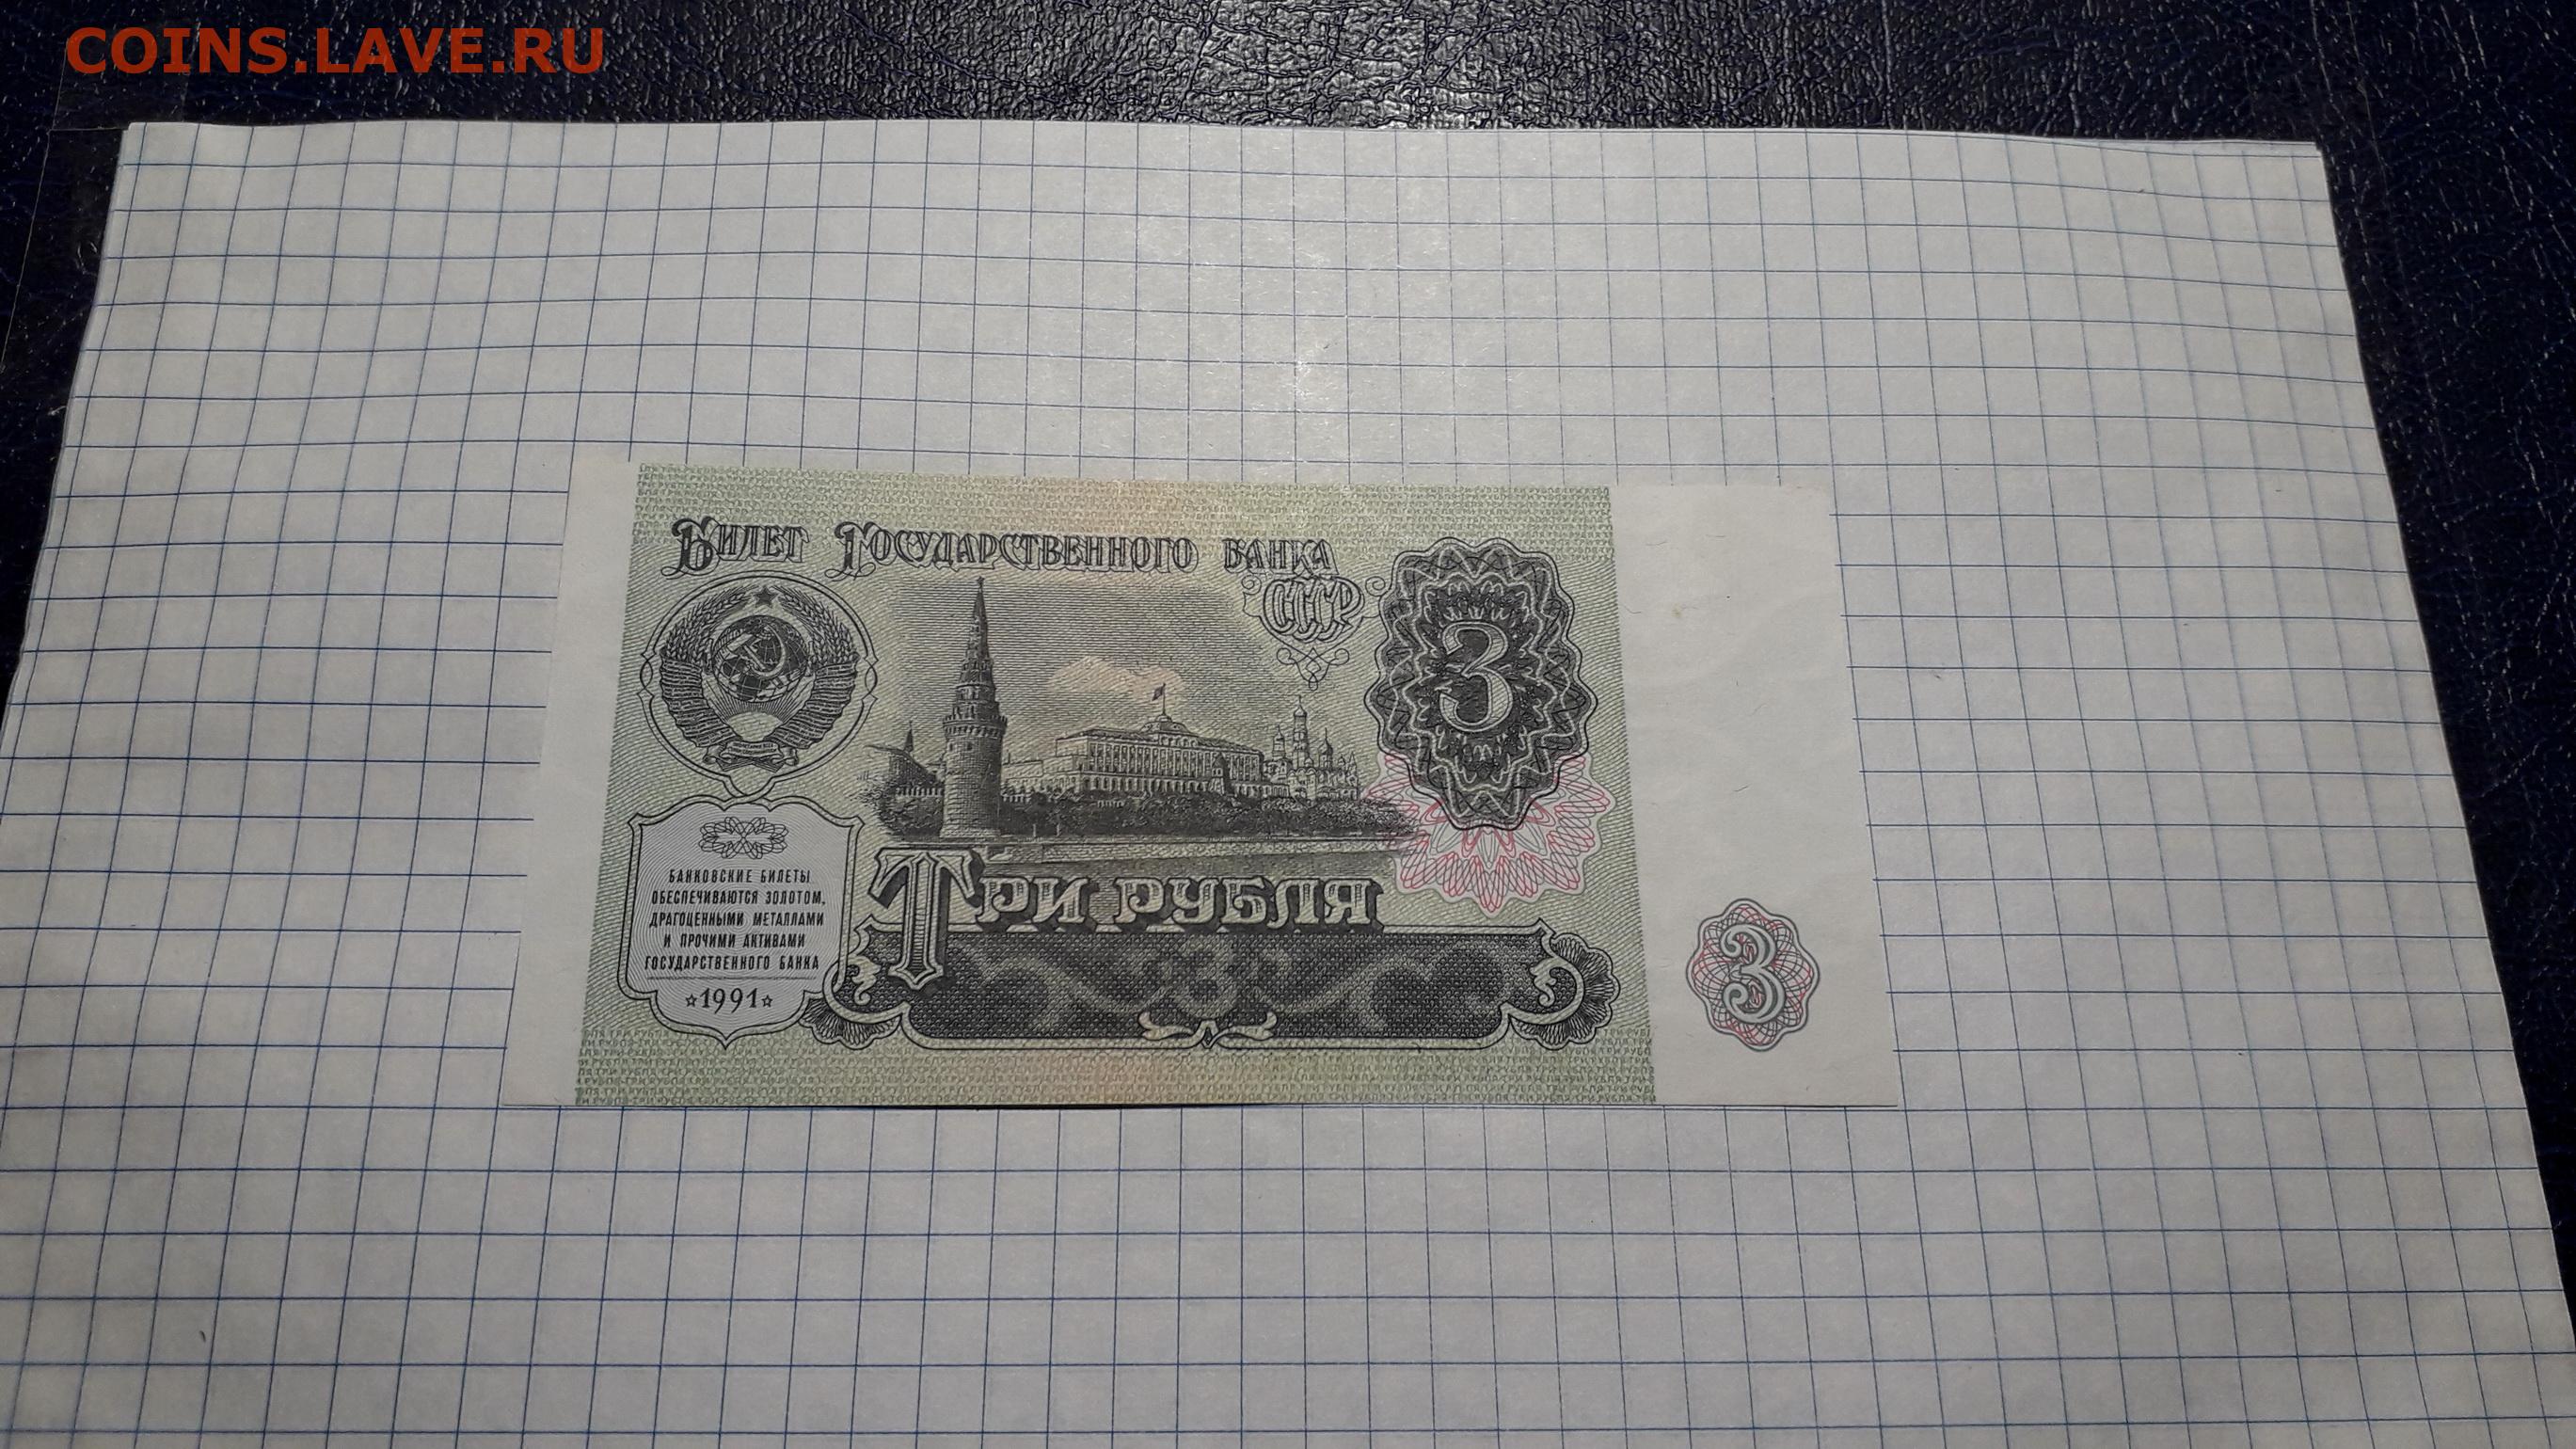 COINS.LAVE.RU
Билет Государственного банка
СССР
3
БАНКОВСКИЕ БИЛЕТЫ
ОБЕСПЕЧИВАЮТСЯ ЗОЛОТОМ,
ДРАГОЦЕННЫМИ МЕТАЛЛАМИ
И ПРОЧИМИ АКТИВАМИ
ГОСУДАРСТВЕННОГО БАНКА
☆1991☆
Три рубля
3
3